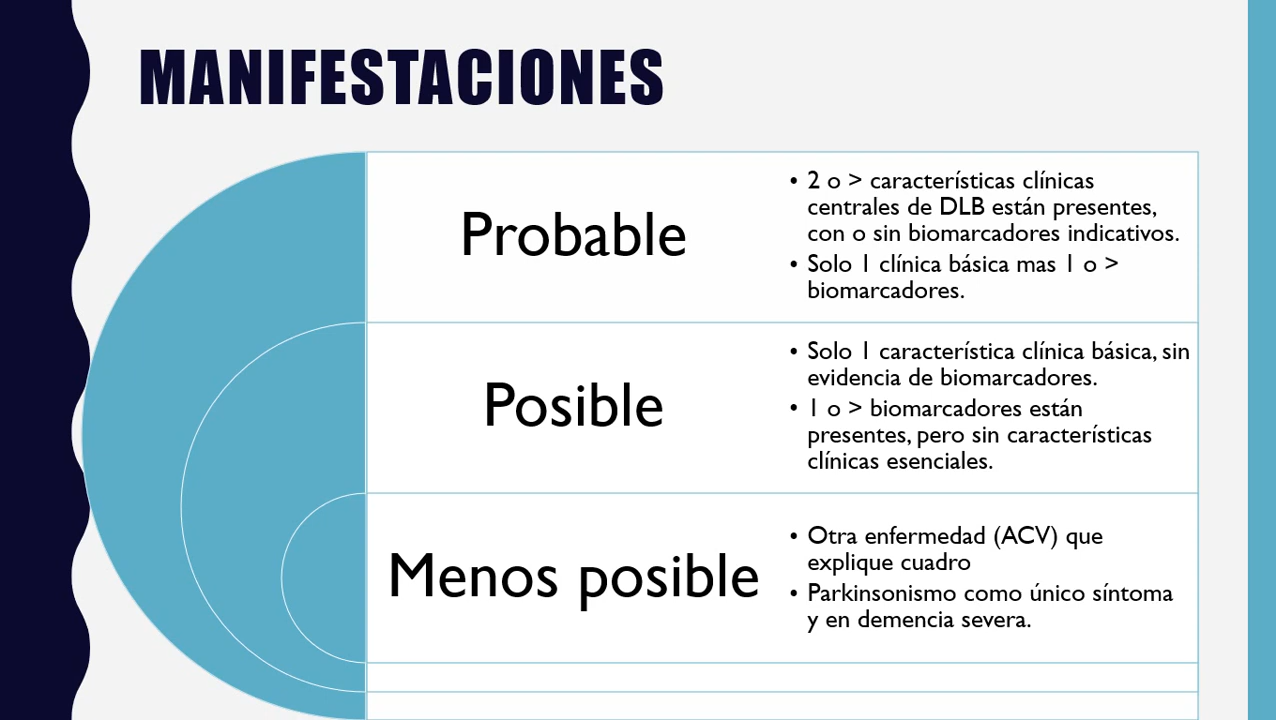 MANIFESTACIONES
Probable
• 2 o > características clínicas
centrales de DLB están presentes,
con o sin biomarcadores indicativos.
• Solo 1 clínica básica mas 1 o >
biomarcadores.
Posible
• Solo 1 característica clínica básica, sin
evidencia de biomarcadores.
• 1 o > biomarcadores están
presentes, pero sin características
clínicas esenciales.
Menos posible
• Otra enfermedad (ACV) que
explique cuadro
• Parkinsonismo como único síntoma
y en demencia severa.